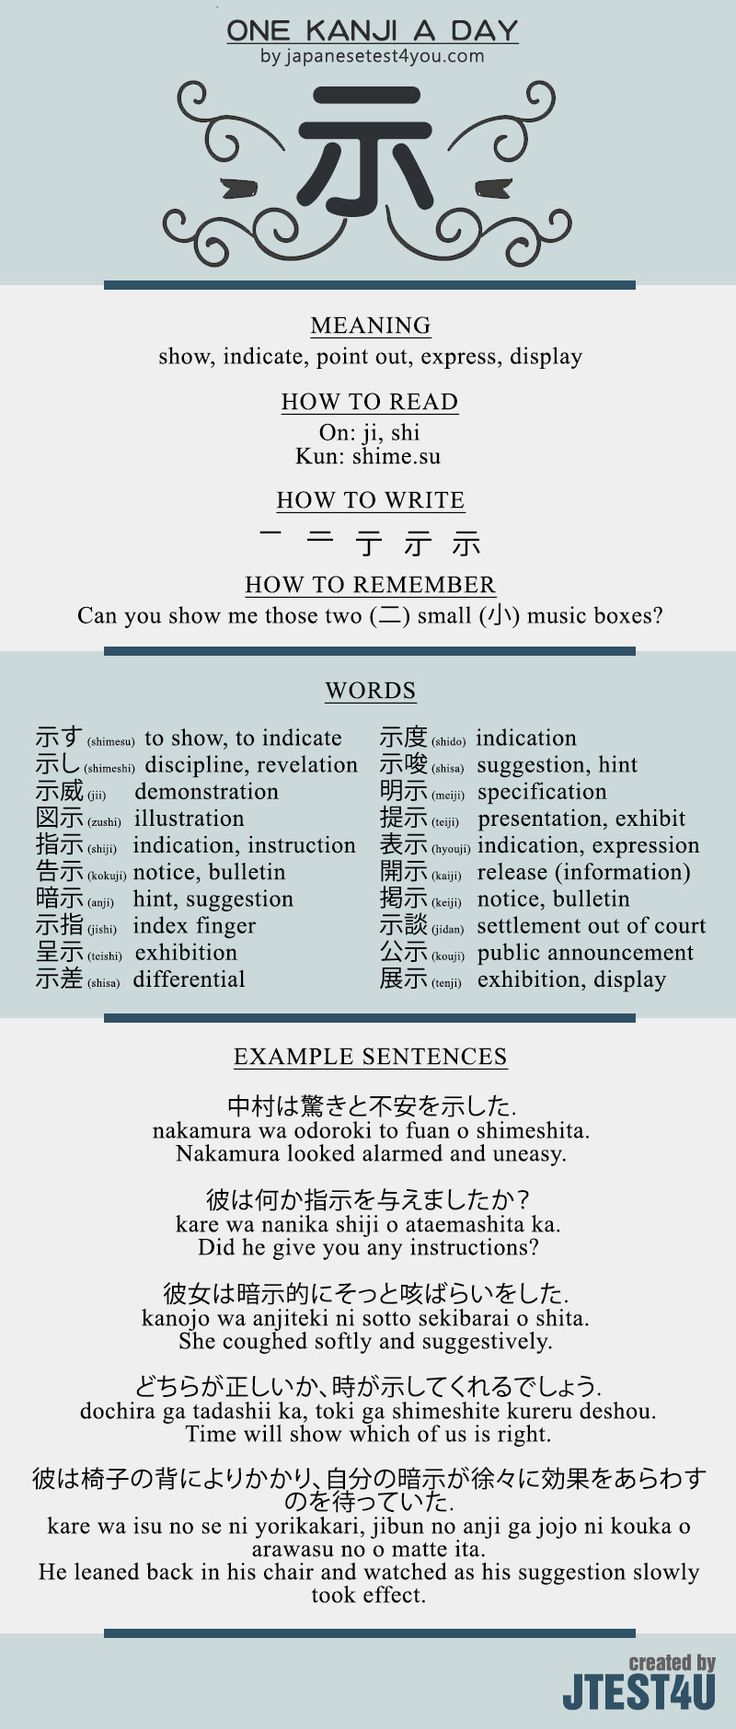 ONE KANJI A DAY
by japanesetest4you.com
示
MEANING
show, indicate, point out, express, display
HOW TO READ
On: ji, shi
Kun: shime.su
HOW TO WRITE
一 二 亍 亓 示
HOW TO REMEMBER
Can you show me those two (二) small (小) music boxes?
WORDS
示す (shimesu) to show, to indicate
示し (shimeshi) discipline, revelation
示威 (jii) demonstration
図示 (zushi) illustration
指示 (shiji) indication, instruction
告示 (kokuji) notice, bulletin
暗示 (anji) hint, suggestion
示指 (jishi) index finger
呈示 (teishi) exhibition
示差 (shisa) differential
示度 (shido) indication
示唆 (shisa) suggestion, hint
明示 (meiji) specification
提示 (teiji) presentation, exhibit
表示 (hyouji) indication, expression
開示 (kaiji) release (information)
掲示 (keiji) notice, bulletin
示談 (jidan) settlement out of court
公示 (kouji) public announcement
展示 (tenji) exhibition, display
EXAMPLE SENTENCES
中村は驚きと不安を示した.
nakamura wa odoroki to fuan o shimeshita.
Nakamura looked alarmed and uneasy.
彼は何か指示を与えましたか?
kare wa nanika shiji o ataemashita ka.
Did he give you any instructions?
彼女は暗示的にそっと咳ばらいをした.
kanojo wa anjiteki ni sotto sekibarai o shita.
She coughed softly and suggestively.
どちらが正しいか、時が示してくれるでしょう.
dochira ga tadashii ka, toki ga shimeshite kureru deshou.
Time will show which of us is right.
彼は椅子の背によりかかり、自分の暗示が徐々に効果をあらわす
のを待っていた.
kare wa isu no se ni yorikakari, jibun no anji ga jojo ni kouka o
arawasu no o matte ita.
He leaned back in his chair and watched as his suggestion slowly
took effect.
created by
JTEST4U